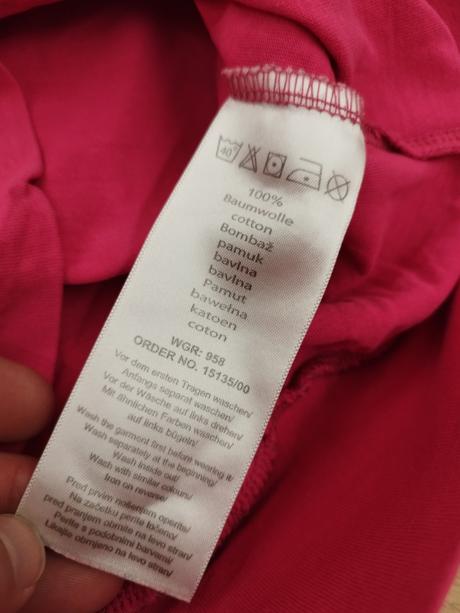 40
100%
Baumwolle
cotton
Bombaž
pamuk
bavlna
bavlna
Pamut
bawełna
katoen
coton
WGR: 958
ORDER NO. 15135/00
Vor dem ersten Tragen waschen/
Anfangs separat waschen/
Vor der Wäsche auf links drehen/
Mit ähnlichen Farben waschen/
auf links bügeln/
Wash the garment first before wearing it/
Wash separately at the beginning/
Wash inside out/
Wash with similar colours/
Iron on reverse/
Pred prvim nošenjem operite/
Na začetku perite ločeno/
pred pranjem obrnite na levo stran/
Perite s podobnimi barvami/
Likajte obrnjeno na levo stran/